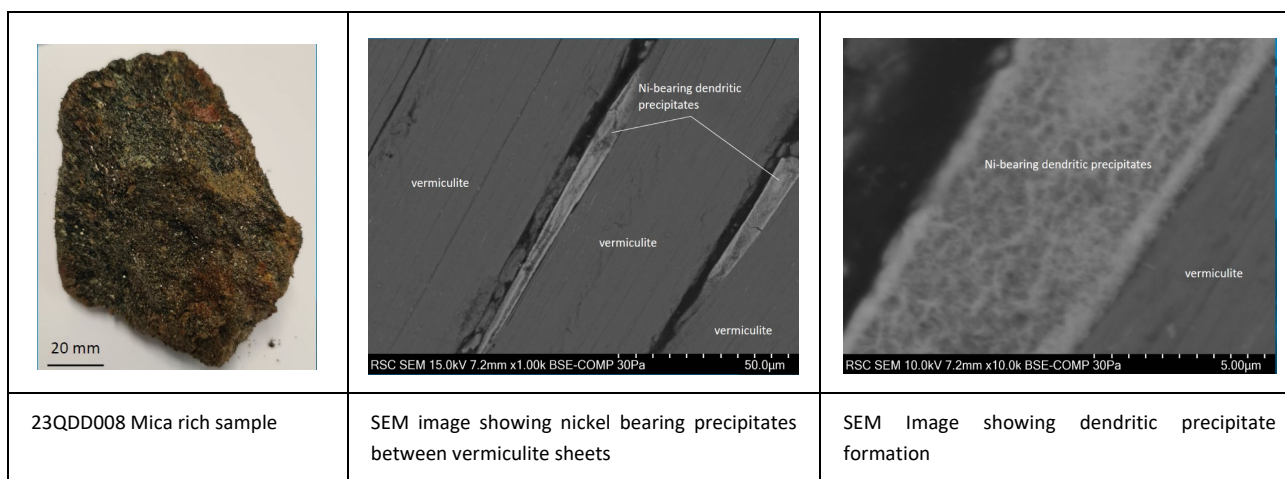 20 mm
Ni-bearing dendritic
precipitates
vermiculite
vermiculite
vermiculite
RSC SEM 15.0kV 7.2mm x1.00k BSE-COMP 30Pa 50.0µm
Ni-bearing dendritic precipitates
vermiculite
RSC SEM 10.0kV 7.2mm x10.0k BSE-COMP 30Pa 5.00µm
23QDD008 Mica rich sample
SEM image showing nickel bearing precipitates
between vermiculite sheets
SEM Image showing dendritic precipitate
formation